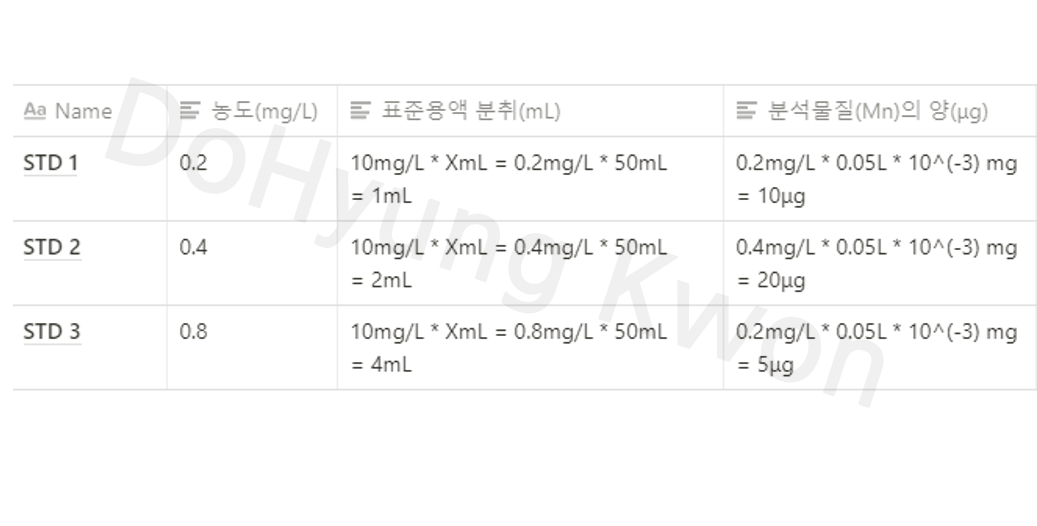 Aa Name 농도(mg/L) 표준용액 분취(mL) 분석물질(Mn)의 양(µg)
STD 1 0.2 10mg/L * XmL = 0.2mg/L * 50mL 0.2mg/L * 0.05L * 10^(-3) mg
= 1mL = 10µg
STD 2 0.4 10mg/L * XmL = 0.4mg/L * 50mL 0.4mg/L * 0.05L * 10^(-3) mg
= 2mL = 20µg
STD 3 0.8 10mg/L * XmL = 0.8mg/L * 50mL 0.2mg/L * 0.05L * 10^(-3) mg
= 4mL = 5µg
DoHyung Kwon